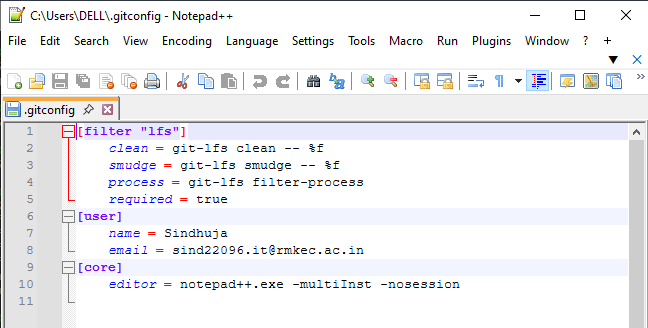 C:\Users\DELL\.gitconfig - Notepad++
File Edit Search View Encoding Language Settings Tools Macro Run Plugins Window ? +
.gitconfig
1 [filter "lfs"]
2 clean = git-lfs clean -- %f
3 smudge = git-lfs smudge -- %f
4 process = git-lfs filter-process
5 required = true
6 [user]
7 name = Sindhuja
8 email = sind22096.it@rmkec.ac.in
9 [core]
10 editor = notepad++.exe -multiInst -nosession
11